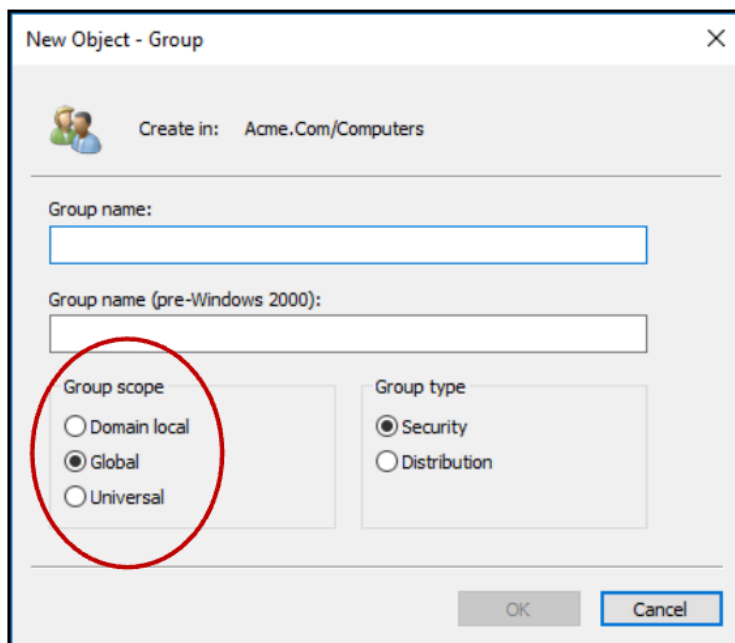 New Object - Group
Create in: Acme.Com/Computers
Group name:
Group name (pre-Windows 2000):
Group scope
Domain local
Global
Universal
Group type
Security
Distribution
OK
Cancel